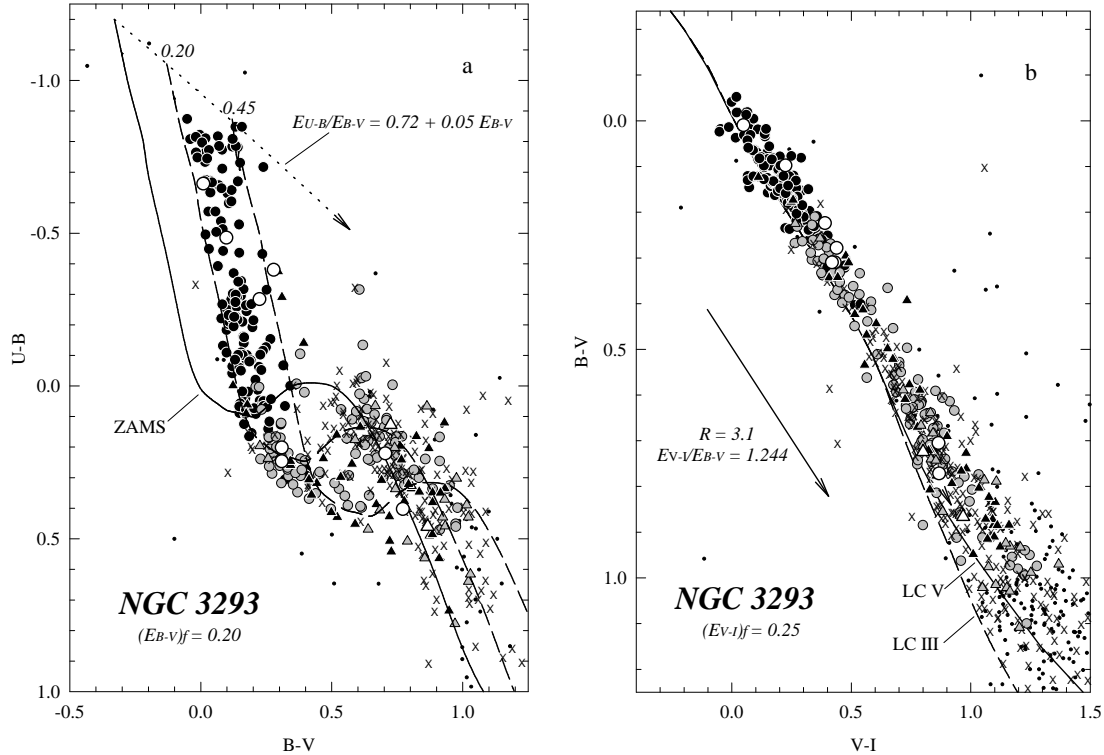 a
0.20
0.45
EU-B/EB-V = 0.72 + 0.05 EB-V
ZAMS
NGC 3293
(EB-V)f = 0.20
-1.0
-0.5
0.0
0.5
1.0
U-B
-0.5
0.0
0.5
1.0
B-V
b
R = 3.1
EV-I/EB-V = 1.244
LC V
LC III
NGC 3293
(EV-I)f = 0.25
0.0
0.5
1.0
B-V
0.0
0.5
1.0
1.5
V-I